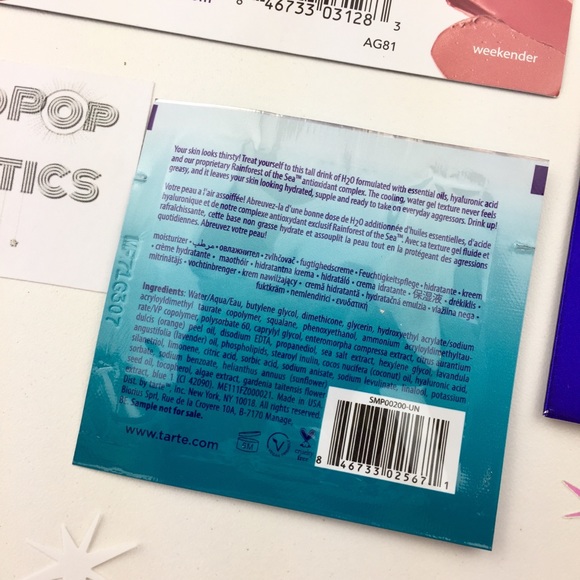 8 46733 03128 3
AG81
weekender
POP
TICS
Your skin looks thirsty! Treat yourself to this tall drink of H2O formulated with essential oils, hyaluronic acid
and our proprietary Rainforest of the Sea™ antioxidant complex. The cooling, water gel texture never feels
greasy, and it leaves your skin looking hydrated, supple and ready to take on everyday aggressors. Drink up!
Votre peau a l'air assoiffée! Abreuvez-la d'une bonne dose de H2O additionnée d'huiles essentielles, d'acide
hyaluronique et de notre complexe antioxydant exclusif Rainforest of the Sea™. Avec sa texture gel fluide et
rafraîchissante, cette base non grasse hydrate et assouplit la peau tout en la protégeant des agressions
quotidiennes. Abreuvez votre peau!
moisturizer • مرطب • овлажнител • zvlhčovač • fugtighedscreme • Feuchtigkeitspflege • hidratante • kreem
• crème hydratante • maothóir • hidratantna krema • hidratáló • crema idratante • 保湿液 • drėkiklis •
mitrinātājs • vochtinbrenger • krem nawilżający • cremă hidratantă • hydratačná emulzia • vlažilna nega •
fuktkräm • nemlendirici • ενυδατική
Ingredients: Water/Aqua/Eau, butylene glycol, dimethicone, glycerin, hydroxyethyl acrylate/sodium
acryloyldimethyl taurate copolymer, squalane, phenoxyethanol, ammonium acryloyldimethyltau-
rate/VP copolymer, polysorbate 60, caprylyl glycol, enteromorpha compressa extract, citrus aurantium
dulcis (orange) peel oil, disodium EDTA, propanediol, sea salt extract, hexylene glycol, lavandula
angustifolia (lavender) oil, phospholipids, stearoyl inulin, cocos nucifera (coconut) oil, hyaluronic acid,
silanetriol, limonene, citric acid, sorbic acid, sodium anisate, sodium levulinate, linalool, potassium
sorbate, sodium benzoate, helianthus annuus (sunflower)
seed oil, tocopherol, algae extract, gardenia taitensis flower
extract, blue 1 (CI 42090). ME11FEZ000021. Made in USA.
Dist. by tarte™ inc. New York, NY 10018. All rights reserved.
Biorius Sprl, Rue de la Croyere 10A, B-7170 Manage.
Sample not for sale.
www.tarte.com
SMP00200-UN
8 46733 02567 1